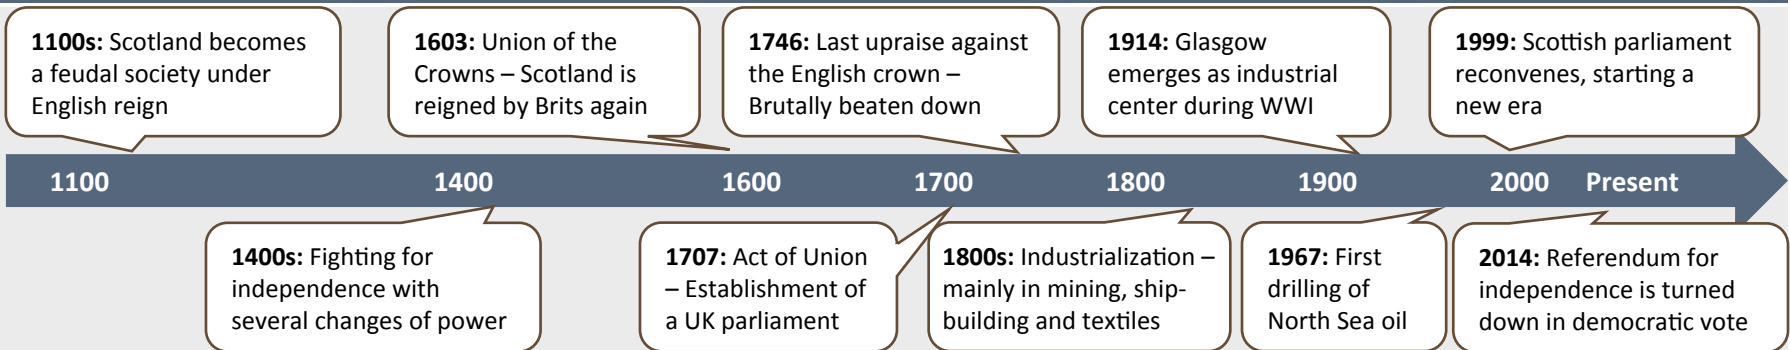 1100s: Scotland becomes
a feudal society under
English reign
1603: Union of the
Crowns – Scotland is
reigned by Brits again
1746: Last upraise against
the English crown –
Brutally beaten down
1914: Glasgow
emerges as industrial
center during WWI
1999: Scottish parliament
reconvenes, starting a
new era
1100 1400 1600 1700 1800 1900 2000 Present
1400s: Fighting for
independence with
several changes of power
1707: Act of Union
– Establishment of
a UK parliament
1800s: Industrialization –
mainly in mining, ship-
building and textiles
1967: First
drilling of
North Sea oil
2014: Referendum for
independence is turned
down in democratic vote